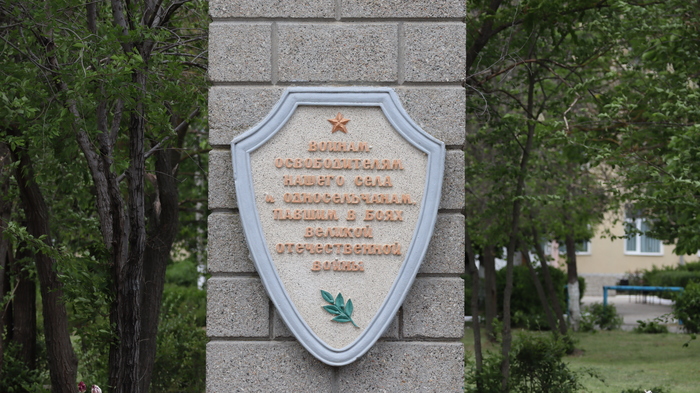 ВОИНАМ-
ОСВОБОДИТЕЛЯМ
НАШЕГО СЕЛА
И ОДНОСЕЛЬЧАНАМ,
ПАВШИМ В БОЯХ
ВЕЛИКОЙ
ОТЕЧЕСТВЕННОЙ
ВОЙНЫ